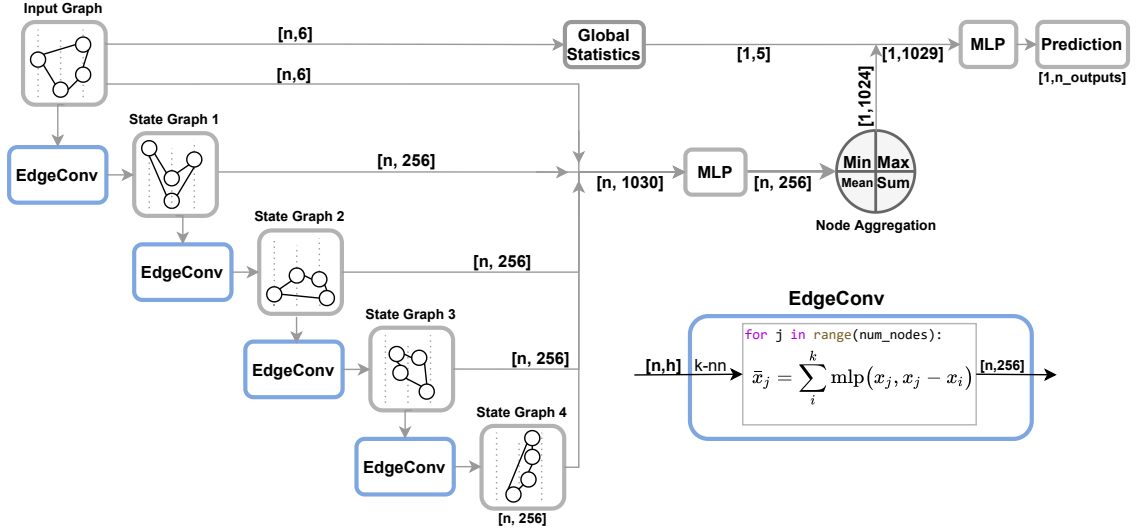 Input Graph
[n,6]
Global
Statistics
[1,5]
[1,1029]
MLP
Prediction
[1,n_outputs]
[n,6]
[1,1024]
State Graph 1
EdgeConv
[n, 256]
[n, 1030]
MLP
[n, 256]
Min
Max
Mean
Sum
Node Aggregation
State Graph 2
EdgeConv
[n, 256]
State Graph 3
EdgeConv
[n, 256]
State Graph 4
EdgeConv
[n, 256]
EdgeConv
for j in range(num_nodes):
[n,h]
k-nn
x̄_j = ∑_i^k mlp(x_j, x_j − x_i)
[n,256]